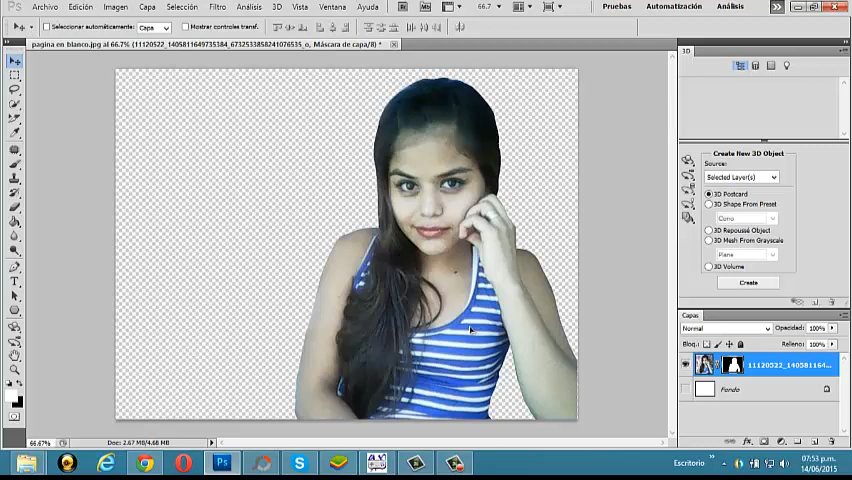 Ps Archivo Edición Imagen Capa Selección Filtro Análisis 3D Vista Ventana Ayuda Br Mb 66.7 Pruebas Automatización Análisis
Seleccionar automáticamente: Capa Mostrar controles transf.
pagina en blanco.jpg al 66.7% (11120522_1405811649735384_6732533858241076535_o, Máscara de capa/8) *
3D
Create New 3D Object
Source:
Selected Layer(s)
3D Postcard
3D Shape From Preset
Cono
3D Repoussé Object
3D Mesh From Grayscale
Plane
3D Volume
Create
Capas
Normal Opacidad: 100%
Bloq.: Relleno: 100%
11120522_140581164...
Fondo
66.67% Doc: 2.67 MB/4.68 MB
Escritorio 07:53 p.m.
14/06/2015